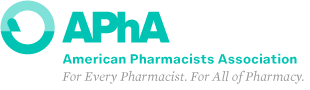 APhA
American Pharmacists Association
For Every Pharmacist. For All of Pharmacy.